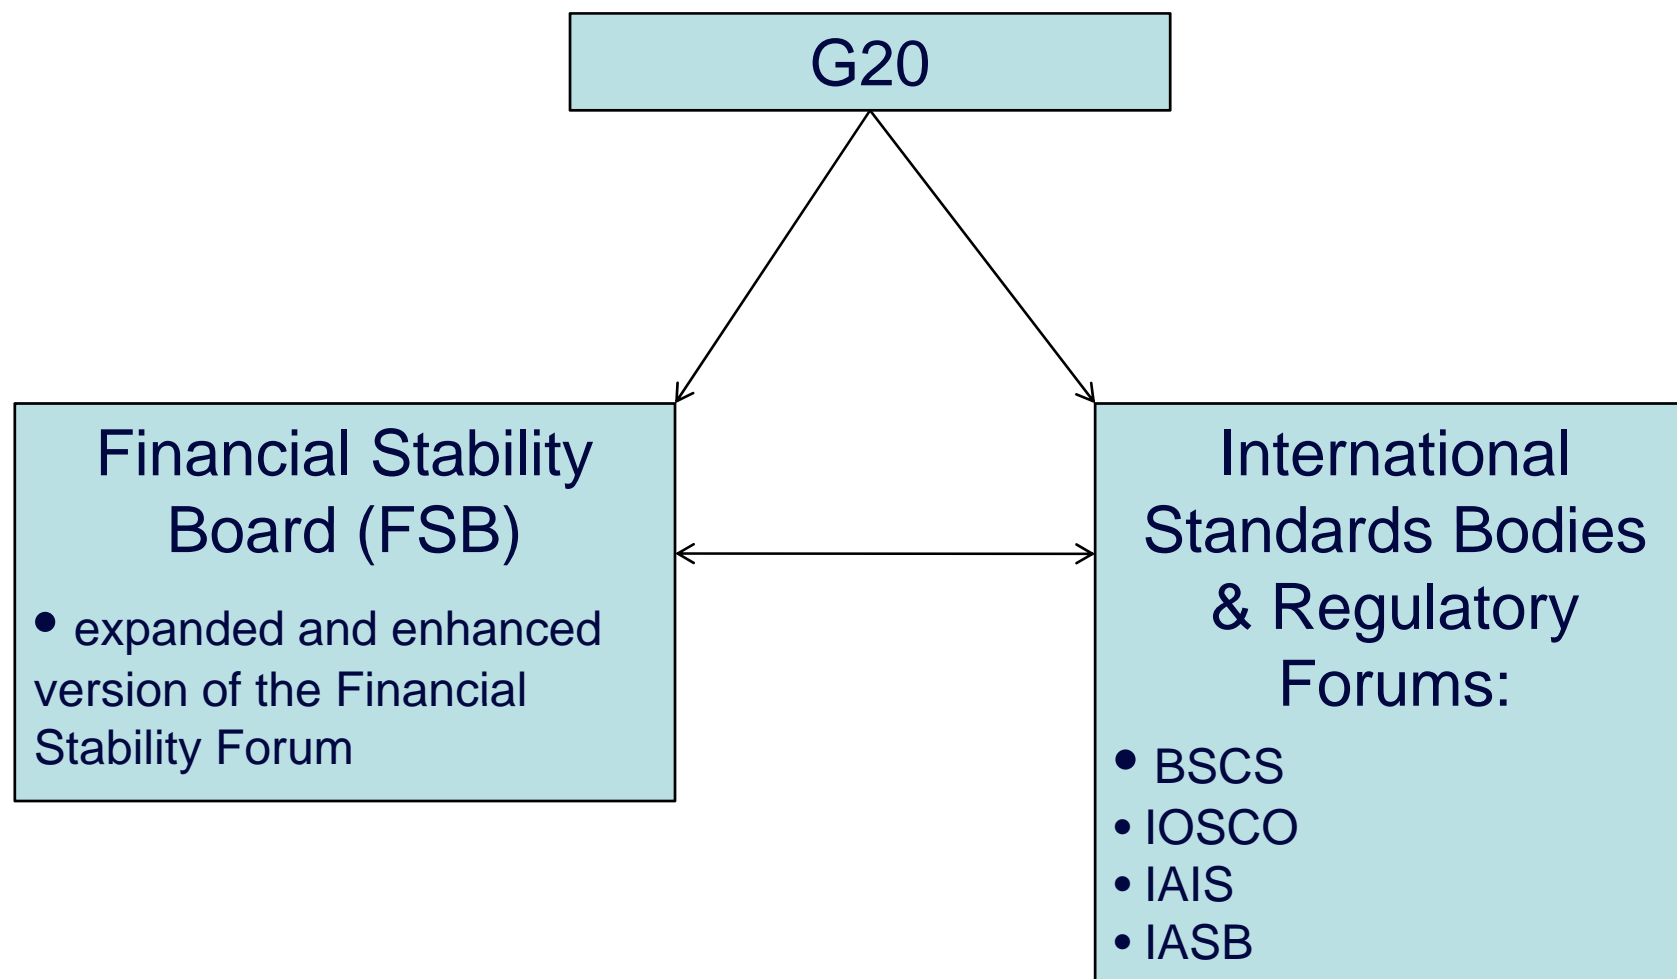 G20
Financial Stability
Board (FSB)
• expanded and enhanced
version of the Financial
Stability Forum
International
Standards Bodies
& Regulatory
Forums:
• BSCS
• IOSCO
• IAIS
• IASB